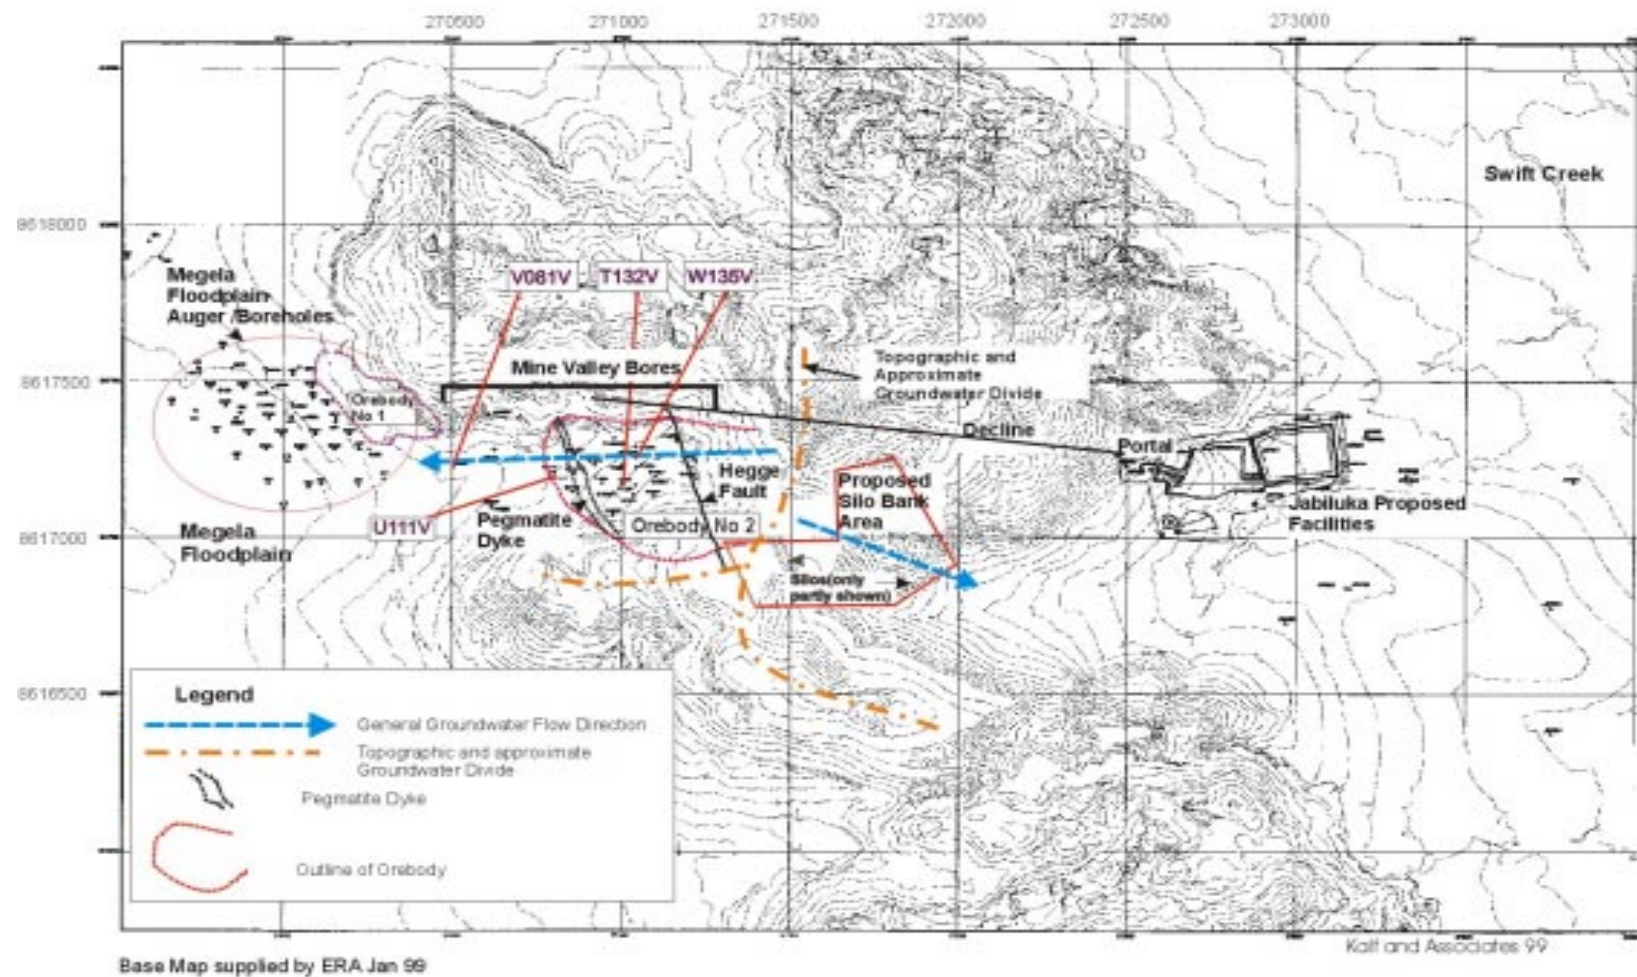 270500 271000 271500 272000 272500 273000
Swift Creek
8618000
Megela
Floodplain
Auger /Boreholes
V081V
T132V
W135V
Mine Valley Bores
Topographic and
Approximate
Groundwater Divide
8617500
Orebody
No 1
Decline
Portal
Hegge
Fault
Proposed
Silo Bank
Area
Jabiluka Proposed
Facilities
U111V
Pegmatite
Dyke
Orebody No 2
Megela
Floodplain
8617000
Silos(only
partly shown)
8616500
Legend
General Groundwater Flow Direction
Topographic and approximate
Groundwater Divide
Pegmatite Dyke
Outline of Orebody
Kalf and Associates 99
Base Map supplied by ERA Jan 99